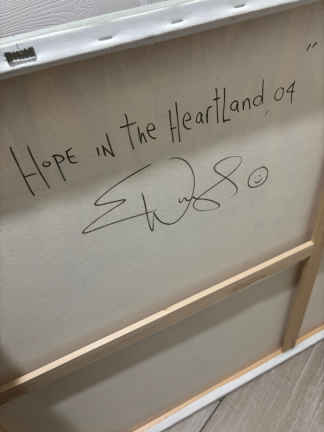 Hope in the Heartland 04"